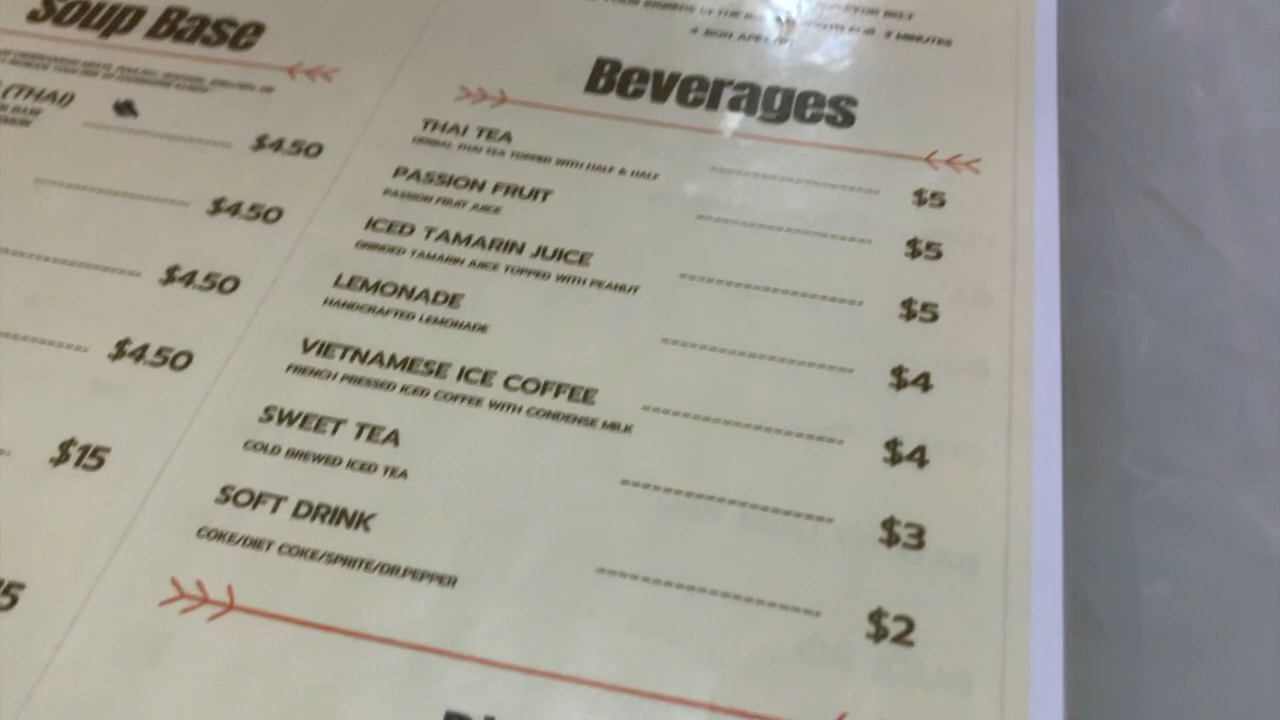 Soup Base
(THAI)
$4.50
$4.50
$4.50
$4.50
$15
MINUTES
Beverages
THAI TEA
HERBAL THAI TEA TOPPED WITH HALF & HALF
$5
PASSION FRUIT
PASSION FRUIT JUICE
$5
ICED TAMARIN JUICE
GRINDED TAMARIN JUICE TOPPED WITH PEANUT
$5
LEMONADE
HANDCRAFTED LEMONADE
$4
VIETNAMESE ICE COFFEE
FRENCH PRESSED ICED COFFEE WITH CONDENSE MILK
$4
SWEET TEA
COLD BREWED ICED TEA
$3
SOFT DRINK
COKE/DIET COKE/SPRITE/DR.PEPPER
$2